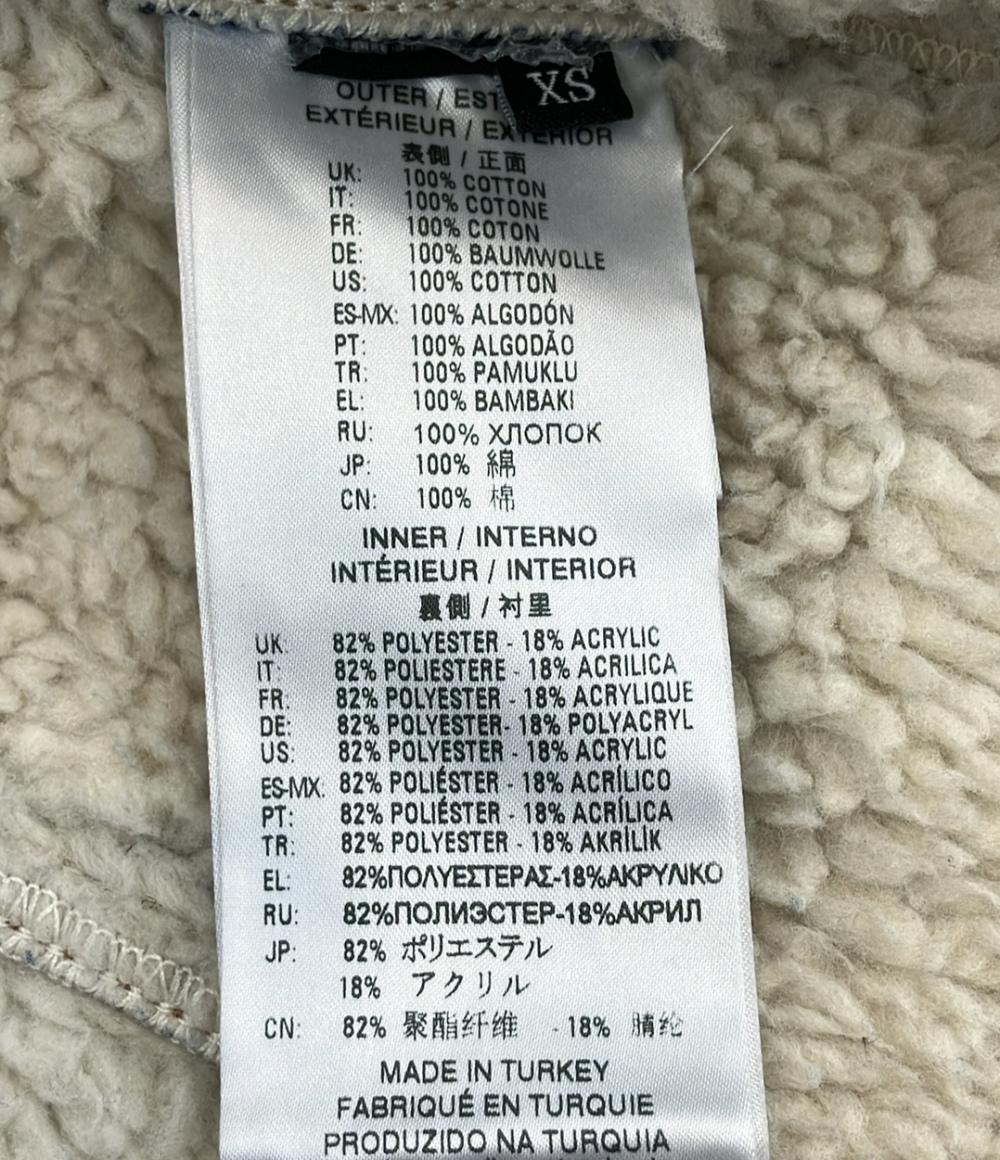 XS
OUTER / EST
EXTÉRIEUR / EXTERIOR
表側 / 正面
UK: 100% COTTON
IT: 100% COTONE
FR: 100% COTON
DE: 100% BAUMWOLLE
US: 100% COTTON
ES-MX: 100% ALGODÓN
PT: 100% ALGODÃO
TR: 100% PAMUKLU
EL: 100% ΒΑΜΒΑΚΙ
RU: 100% ХЛОПОК
JP: 100% 綿
CN: 100% 棉
INNER / INTERNO
INTÉRIEUR / INTERIOR
裏側 / 衬里
UK: 82% POLYESTER - 18% ACRYLIC
IT: 82% POLIESTERE - 18% ACRILICA
FR: 82% POLYESTER - 18% ACRYLIQUE
DE: 82% POLYESTER- 18% POLYACRYL
US: 82% POLYESTER - 18% ACRYLIC
ES-MX: 82% POLIÉSTER - 18% ACRÍLICO
PT: 82% POLIÉSTER - 18% ACRÍLICA
TR: 82% POLYESTER - 18% AKRİLİK
EL: 82%ΠΟΛΥΕΣΤΕΡΑΣ-18%ΑΚΡΥΛΙΚΟ
RU: 82%ПОЛИЭСТЕР-18%АКРИЛ
JP: 82% ポリエステル
18% アクリル
CN: 82% 聚酯纤维 - 18% 腈纶
MADE IN TURKEY
FABRIQUÉ EN TURQUIE
PRODUZIDO NA TURQUIA